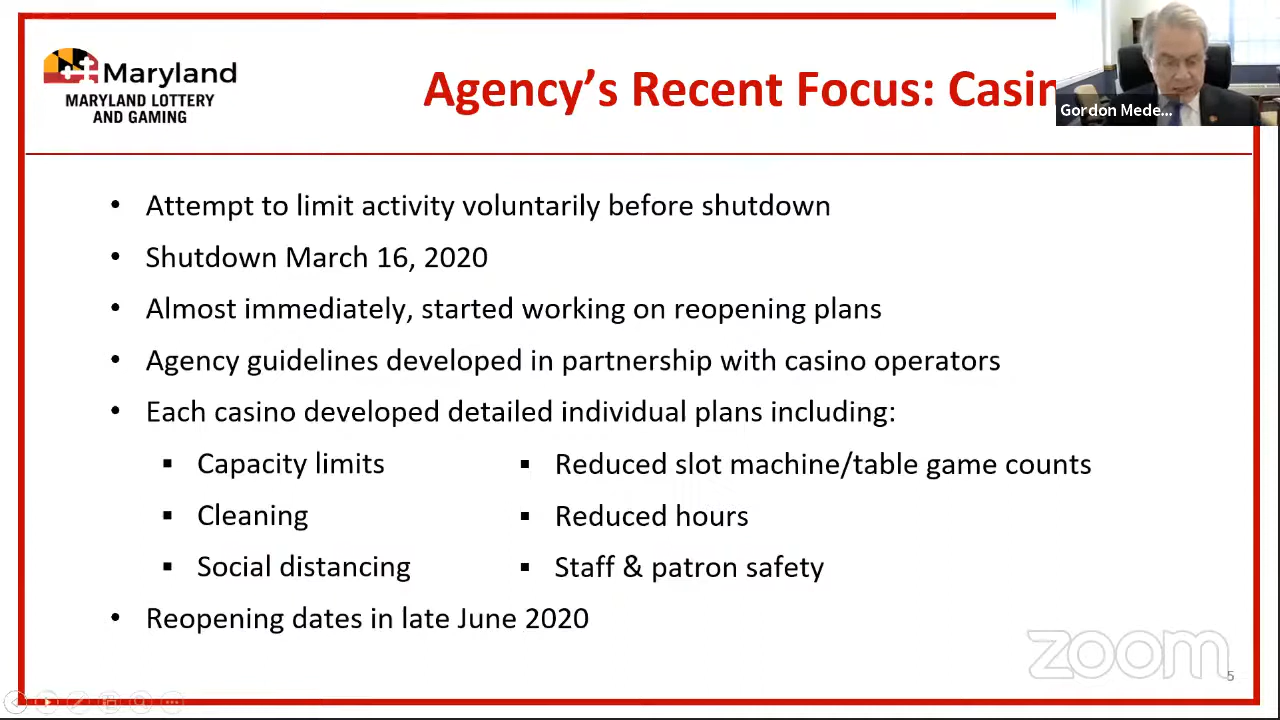 Maryland
MARYLAND LOTTERY
AND GAMING
Agency's Recent Focus: Casin
Gordon Mede...
• Attempt to limit activity voluntarily before shutdown
• Shutdown March 16, 2020
• Almost immediately, started working on reopening plans
• Agency guidelines developed in partnership with casino operators
• Each casino developed detailed individual plans including:
▪ Capacity limits
▪ Cleaning
▪ Social distancing
▪ Reduced slot machine/table game counts
▪ Reduced hours
▪ Staff & patron safety
• Reopening dates in late June 2020
zoom
5